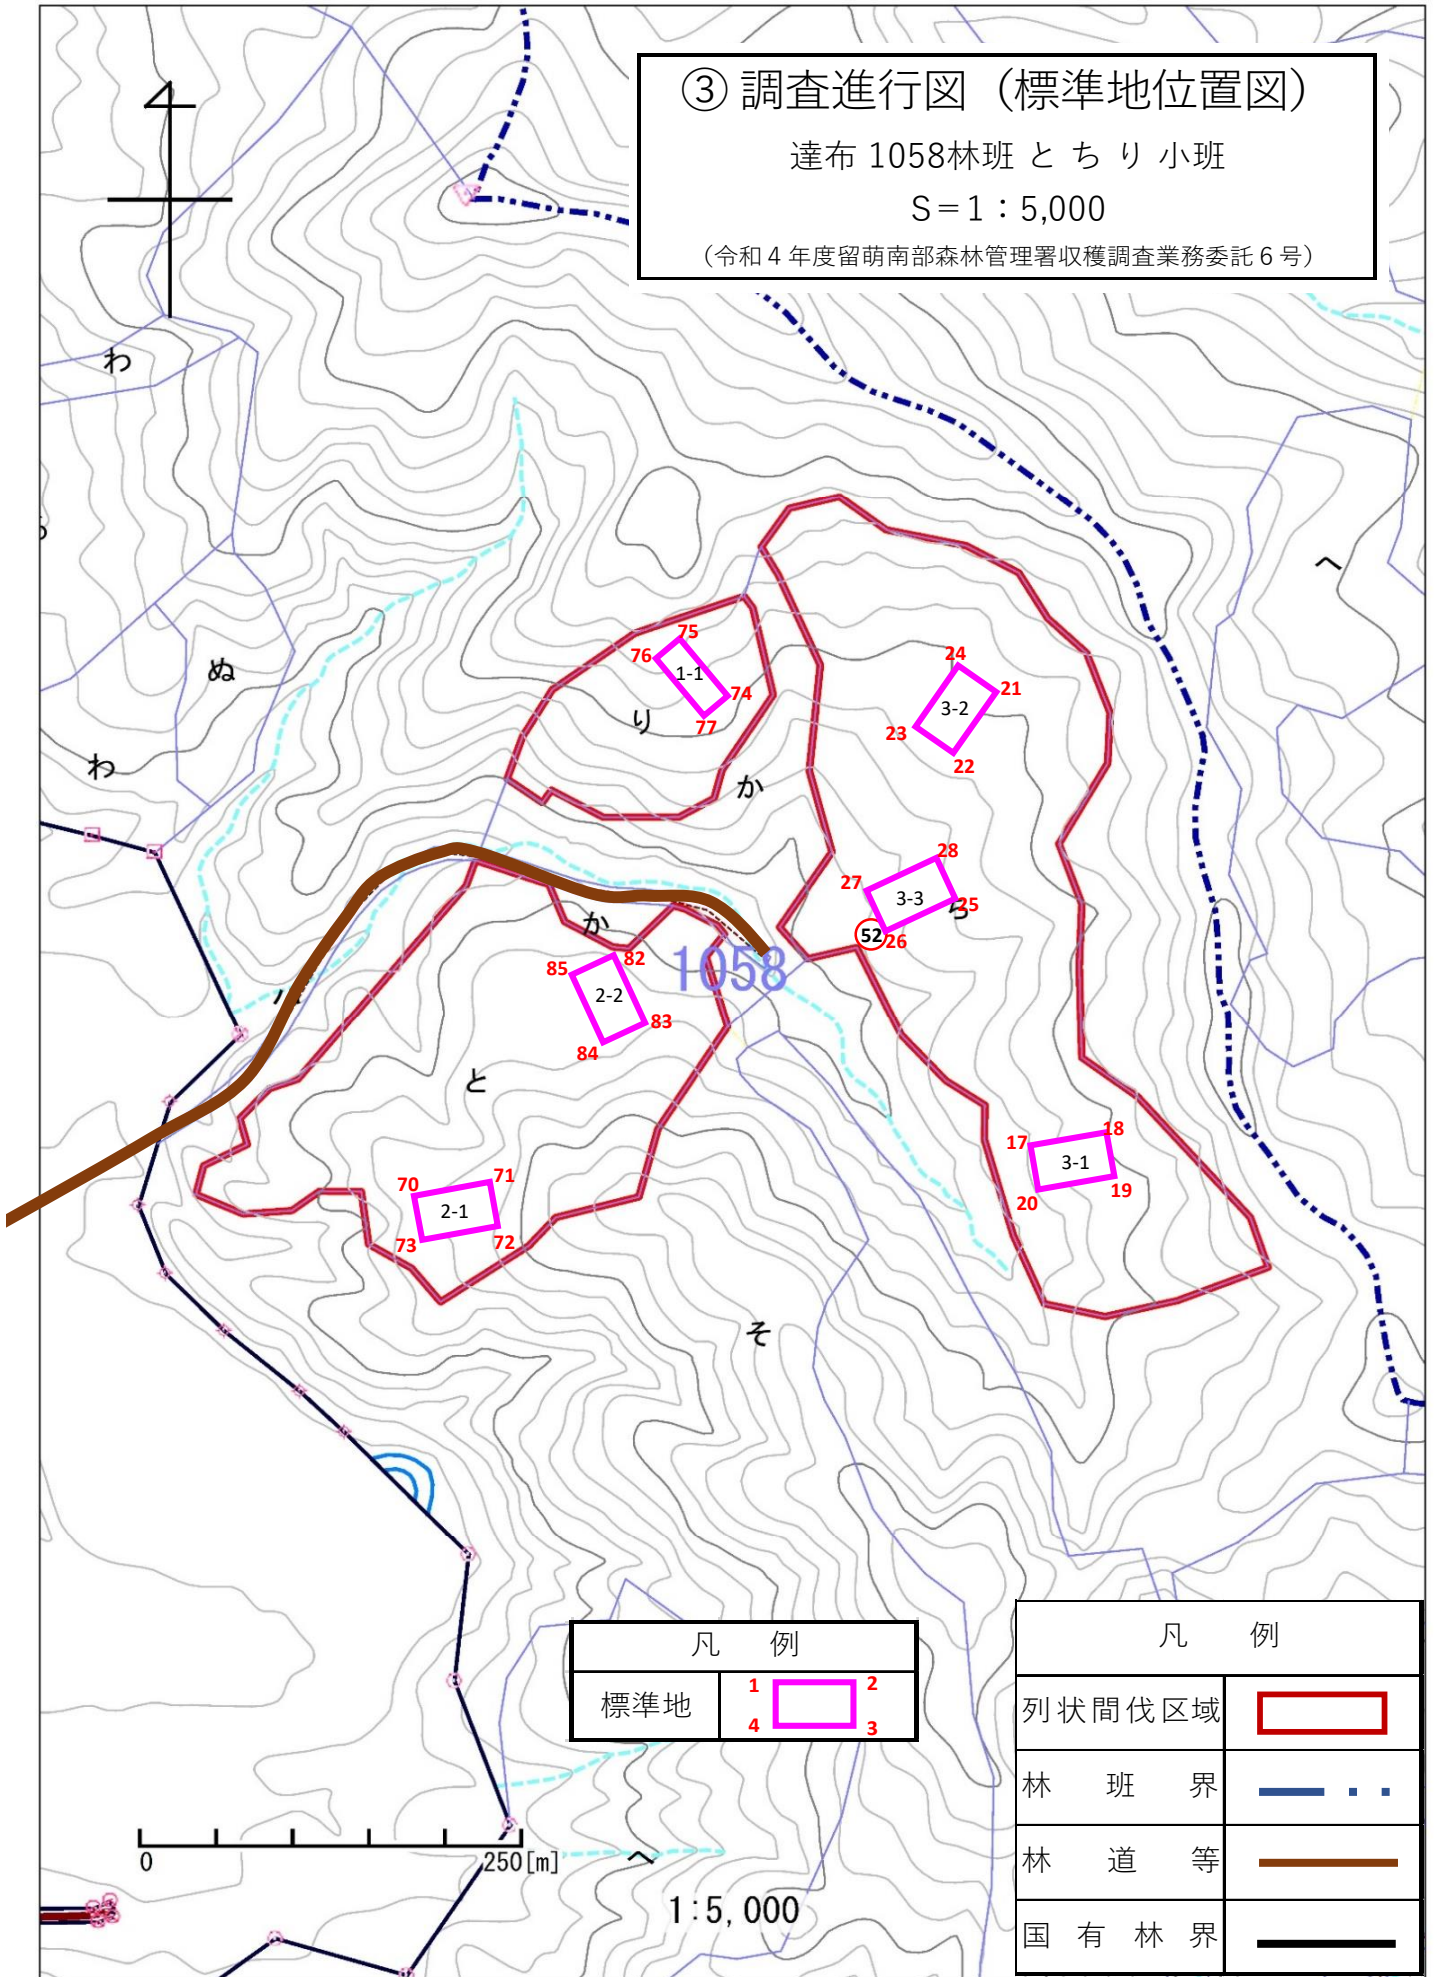 ③ 調査進行図（標準地位置図）
達布 1058林班 と ち り 小班
S＝1：5,000
（令和４年度留萌南部森林管理署収穫調査業務委託６号）
わ
へ
ぬ
わ
75
76
1-1
74
77
り
か
24
21
3-2
23
22
28
27
3-3
25
52
26
か
1058
82
85
2-2
83
84
と
17
18
3-1
19
20
70
71
2-1
73
72
そ
凡 例
標準地
1
2
4
3
凡 例
列状間伐区域
林 班 界
林 道 等
国 有 林 界
0
250[m]
へ
1:5,000